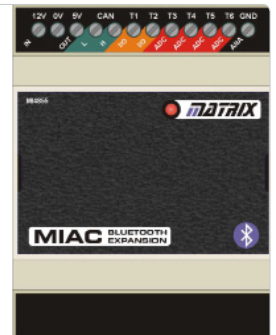 12V 0V 5V CAN T1 T2 T3 T4 T5 T6 GND
IN OUT L H I/O I/O ADC ADC ADC ADC ANA
MATRIX
MIAC BLUETOOTH
EXPANSION